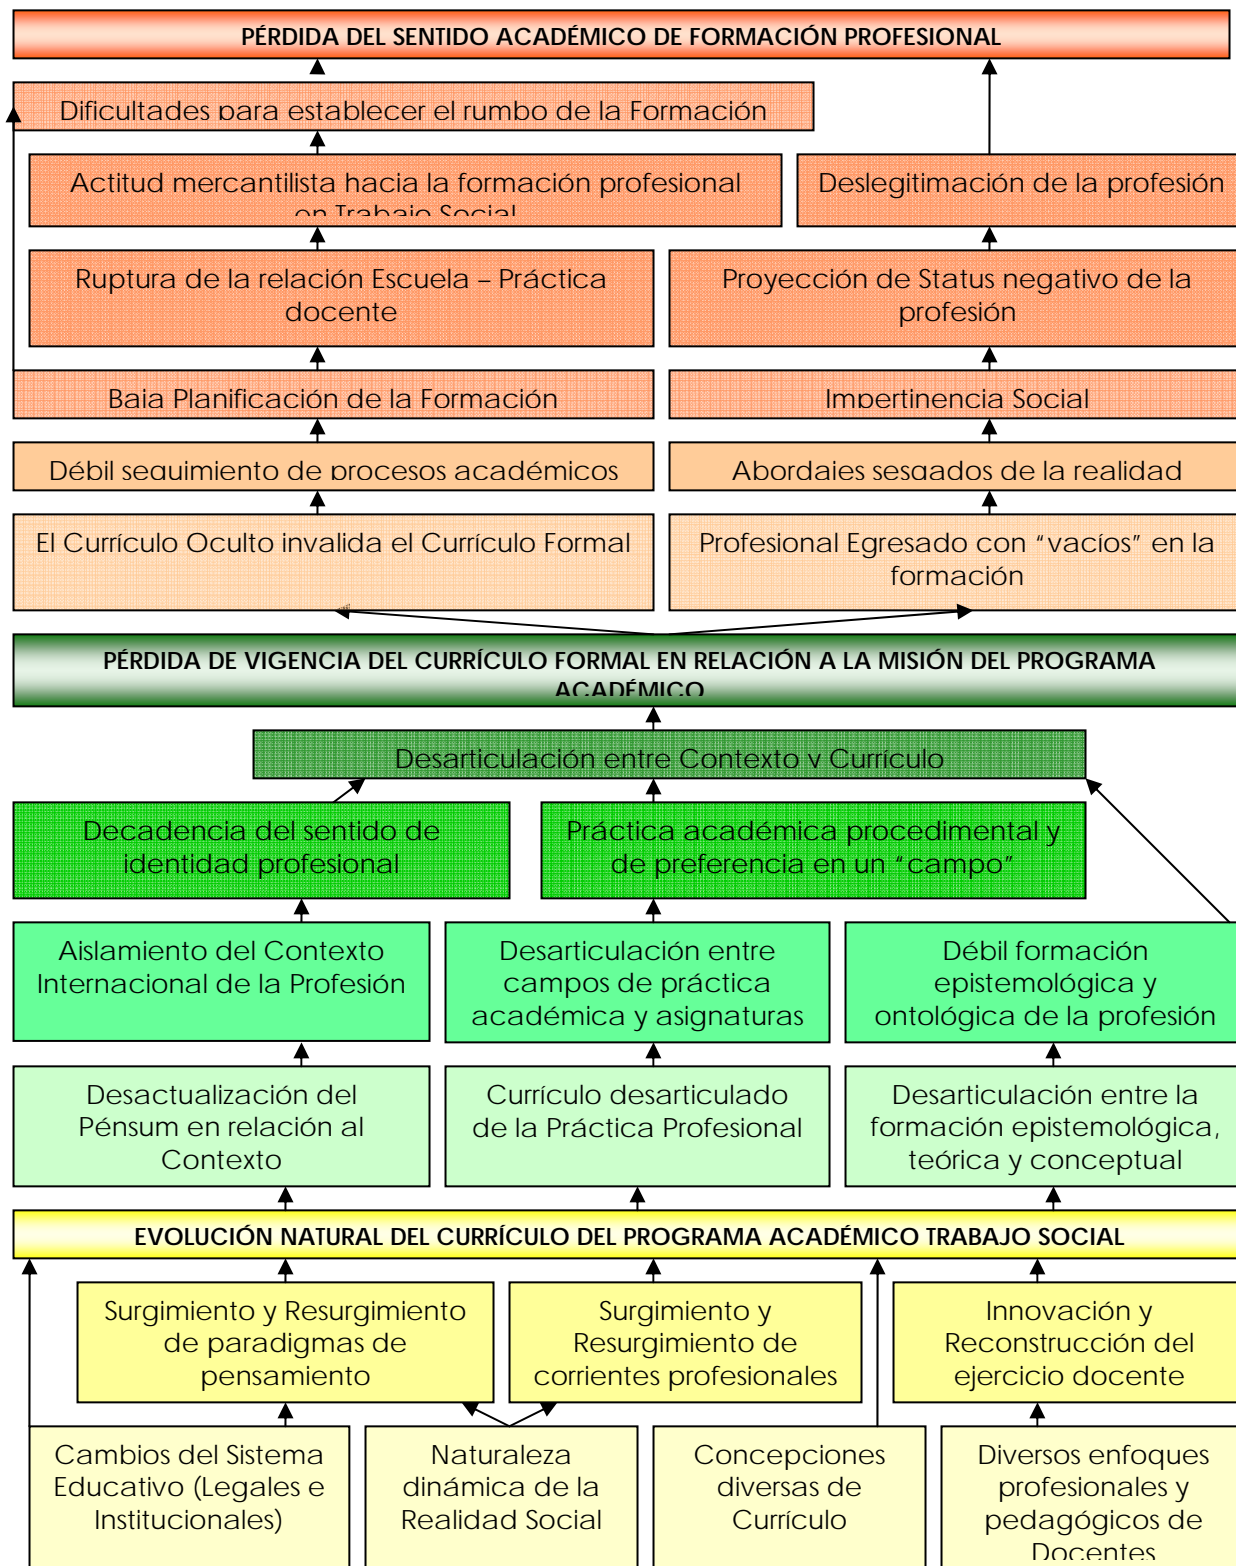 PÉRDIDA DEL SENTIDO ACADÉMICO DE FORMACIÓN PROFESIONAL
Dificultades para establecer el rumbo de la Formación
Actitud mercantilista hacia la formación profesional
en Trabajo Social
Deslegitimación de la profesión
Ruptura de la relación Escuela – Práctica
docente
Proyección de Status negativo de la
profesión
Baja Planificación de la Formación
Impertinencia Social
Débil seguimiento de procesos académicos
Abordajes sesgados de la realidad
El Currículo Oculto invalida el Currículo Formal
Profesional Egresado con “vacíos” en la
formación
PÉRDIDA DE VIGENCIA DEL CURRÍCULO FORMAL EN RELACIÓN A LA MISIÓN DEL PROGRAMA
ACADÉMICO
Desarticulación entre Contexto y Currículo
Decadencia del sentido de
identidad profesional
Práctica académica procedimental y
de preferencia en un “campo”
Aislamiento del Contexto
Internacional de la Profesión
Desarticulación entre
campos de práctica
académica y asignaturas
Débil formación
epistemológica y
ontológica de la profesión
Desactualización del
Pénsum en relación al
Contexto
Currículo desarticulado
de la Práctica Profesional
Desarticulación entre la
formación epistemológica,
teórica y conceptual
EVOLUCIÓN NATURAL DEL CURRÍCULO DEL PROGRAMA ACADÉMICO TRABAJO SOCIAL
Surgimiento y Resurgimiento
de paradigmas de
pensamiento
Surgimiento y
Resurgimiento de
corrientes profesionales
Innovación y
Reconstrucción del
ejercicio docente
Cambios del Sistema
Educativo (Legales e
Institucionales)
Naturaleza
dinámica de la
Realidad Social
Concepciones
diversas de
Currículo
Diversos enfoques
profesionales y
pedagógicos de
Docentes